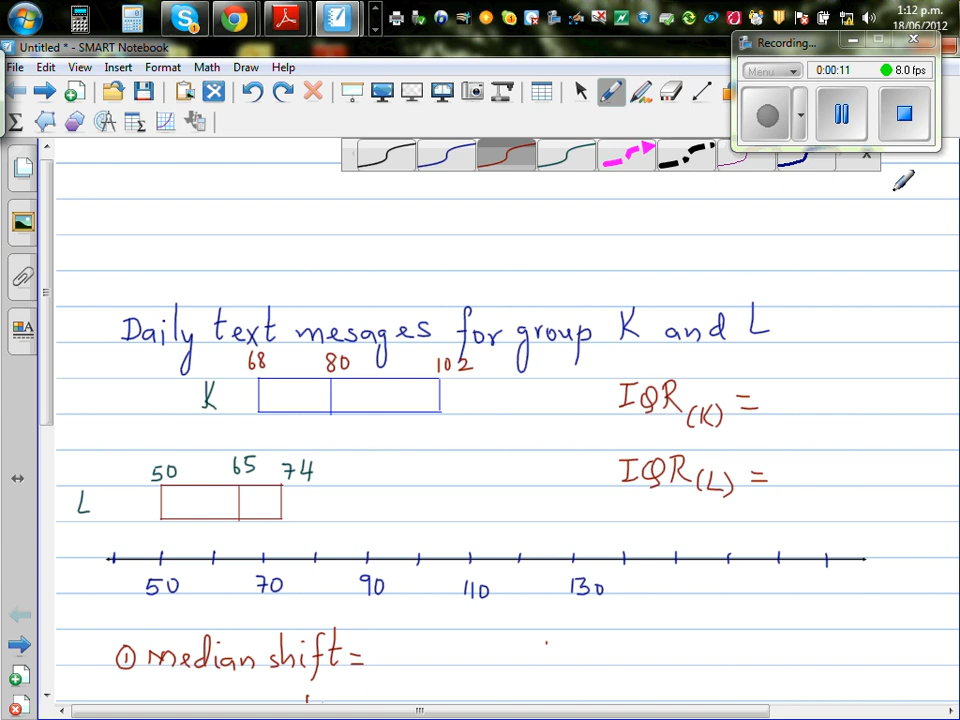 1:12 p.m.
18/06/2012
Untitled * - SMART Notebook
Recording...
File Edit View Insert Format Math Draw Help
Menu 0:00:11 8.0 fps
Daily text mesages for group K and L
68 80 102
K
IQR(K) =
50 65 74
IQR(L) =
L
50 70 90 110 130
① median shift =